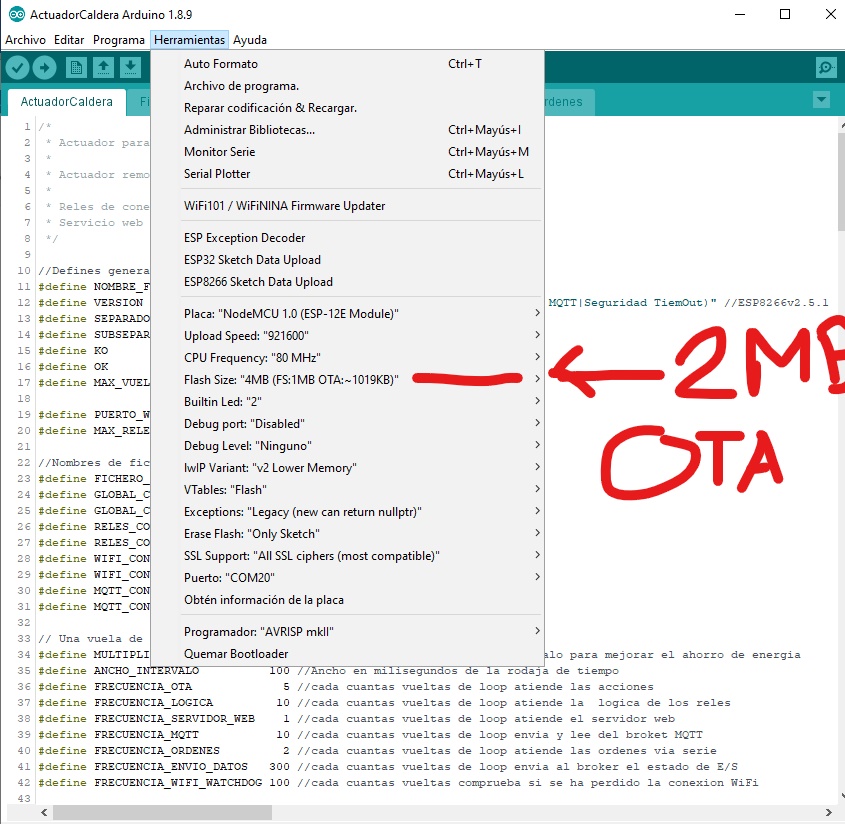 ActuadorCaldera Arduino 1.8.9
Archivo Editar Programa Herramientas Ayuda
ActuadorCaldera
Auto Formato Ctrl+T
Archivo de programa.
Reparar codificación & Recargar.
Administrar Bibliotecas... Ctrl+Mayús+I
Monitor Serie Ctrl+Mayús+M
Serial Plotter Ctrl+Mayús+L
WiFi101 / WiFiNINA Firmware Updater
ESP Exception Decoder
ESP32 Sketch Data Upload
ESP8266 Sketch Data Upload
Placa: "NodeMCU 1.0 (ESP-12E Module)"
Upload Speed: "921600"
CPU Frequency: "80 MHz"
Flash Size: "4MB (FS:1MB OTA:~1019KB)"
Builtin Led: "2"
Debug port: "Disabled"
Debug Level: "Ninguno"
lwIP Variant: "v2 Lower Memory"
VTables: "Flash"
Exceptions: "Legacy (new can return nullptr)"
Erase Flash: "Only Sketch"
SSL Support: "All SSL ciphers (most compatible)"
Puerto: "COM20"
Obtén información de la placa
Programador: "AVRISP mkII"
Quemar Bootloader
2MB
OTA
1 /*
2 * Actuador para
3 *
4 * Actuador remo
5 *
6 * Reles de cone
7 * Servicio web
8 */
9
10 //Defines genera
11 #define NOMBRE_F
12 #define VERSION MQTT|Seguridad TiemOut)" //ESP8266v2.5.1
13 #define SEPARADO
14 #define SUBSEPAR
15 #define KO
16 #define OK
17 #define MAX_VUEL
18
19 #define PUERTO_W
20 #define MAX_RELE
21
22 //Nombres de fic
23 #define FICHERO_
24 #define GLOBAL_C
25 #define GLOBAL_C
26 #define RELES_CO
27 #define RELES_CO
28 #define WIFI_CON
29 #define WIFI_CON
30 #define MQTT_CON
31 #define MQTT_CON
32
33 // Una vuela de
34 #define MULTIPLI alo para mejorar el ahorro de energia
35 #define ANCHO_INTERVALO 100 //Ancho en milisegundos de la rodaja de tiempo
36 #define FRECUENCIA_OTA 5 //cada cuantas vueltas de loop atiende las acciones
37 #define FRECUENCIA_LOGICA 10 //cada cuantas vueltas de loop atiende la logica de los reles
38 #define FRECUENCIA_SERVIDOR_WEB 1 //cada cuantas vueltas de loop atiende el servidor web
39 #define FRECUENCIA_MQTT 10 //cada cuantas vueltas de loop envia y lee del broket MQTT
40 #define FRECUENCIA_ORDENES 2 //cada cuantas vueltas de loop atiende las ordenes via serie
41 #define FRECUENCIA_ENVIO_DATOS 300 //cada cuantas vueltas de loop envia al broker el estado de E/S
42 #define FRECUENCIA_WIFI_WATCHDOG 100 //cada cuantas vueltas comprueba si se ha perdido la conexion WiFi
43